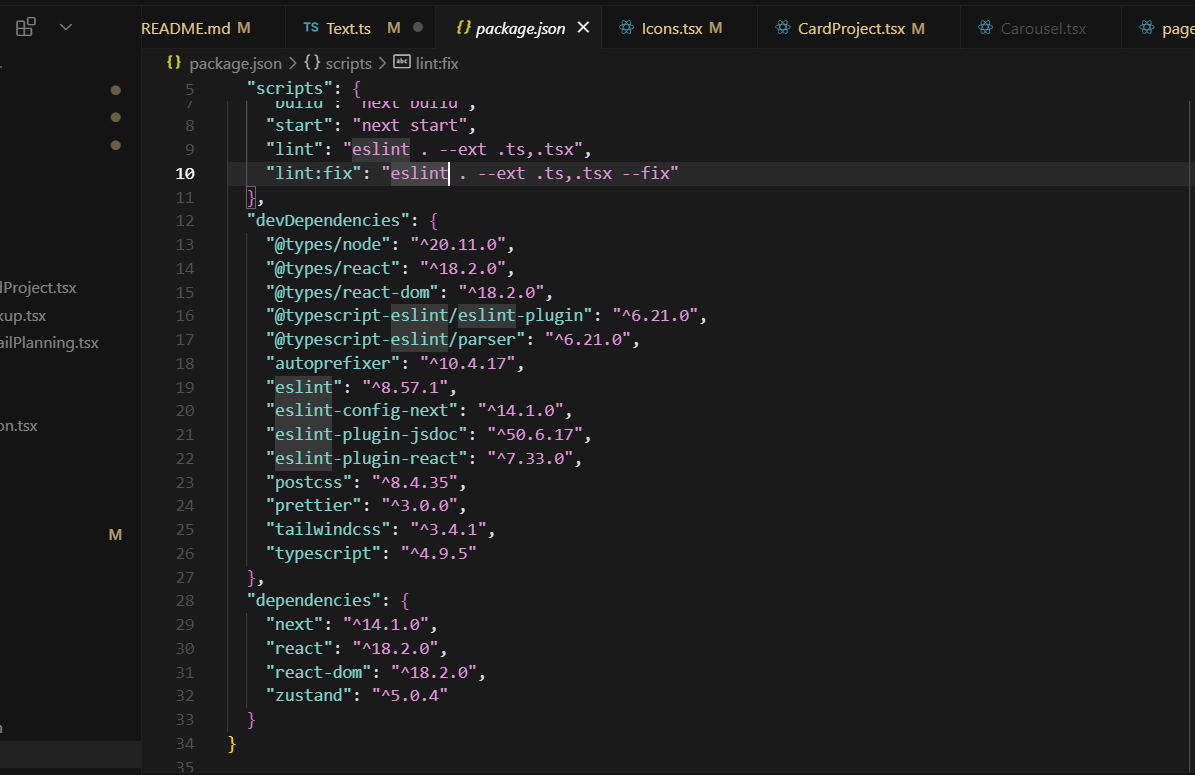 README.md M
TS Text.ts M
{} package.json ×
Icons.tsx M
CardProject.tsx M
Carousel.tsx
{} package.json > {} scripts > abc lint:fix
lProject.tsx
kup.tsx
ailPlanning.tsx
on.tsx
M
5 "scripts": {
7 "build": "next build",
8 "start": "next start",
9 "lint": "eslint . --ext .ts,.tsx",
10 "lint:fix": "eslint . --ext .ts,.tsx --fix"
11 },
12 "devDependencies": {
13 "@types/node": "^20.11.0",
14 "@types/react": "^18.2.0",
15 "@types/react-dom": "^18.2.0",
16 "@typescript-eslint/eslint-plugin": "^6.21.0",
17 "@typescript-eslint/parser": "^6.21.0",
18 "autoprefixer": "^10.4.17",
19 "eslint": "^8.57.1",
20 "eslint-config-next": "^14.1.0",
21 "eslint-plugin-jsdoc": "^50.6.17",
22 "eslint-plugin-react": "^7.33.0",
23 "postcss": "^8.4.35",
24 "prettier": "^3.0.0",
25 "tailwindcss": "^3.4.1",
26 "typescript": "^4.9.5"
27 },
28 "dependencies": {
29 "next": "^14.1.0",
30 "react": "^18.2.0",
31 "react-dom": "^18.2.0",
32 "zustand": "^5.0.4"
33 }
34 }
35